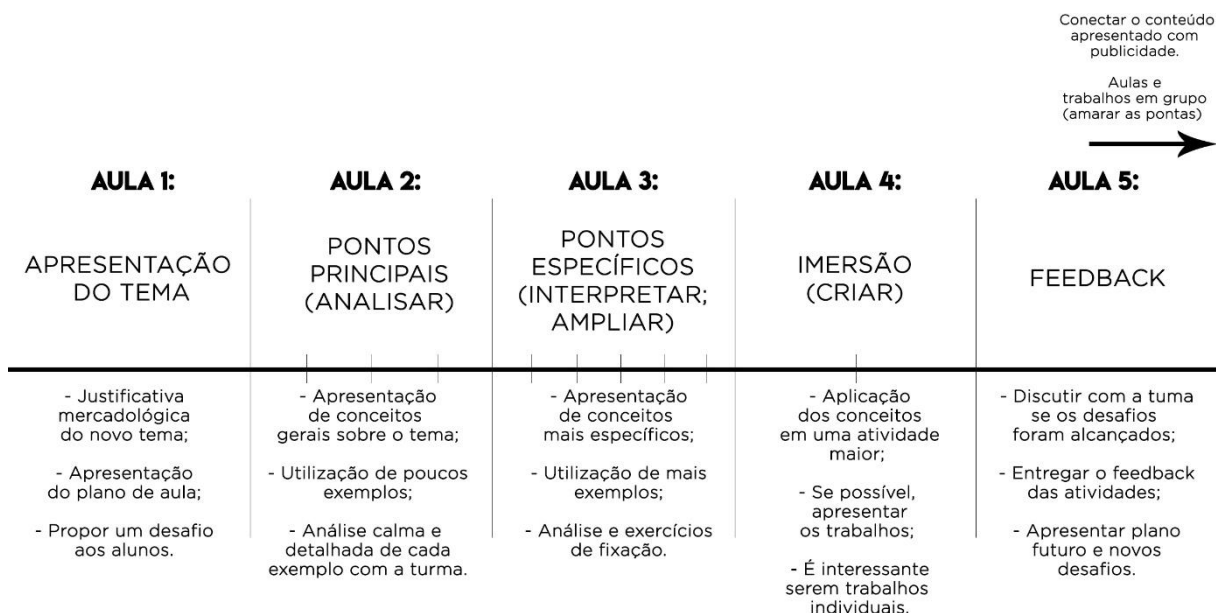 Conectar o conteúdo
apresentado com
publicidade.
Aulas e
trabalhos em grupo
(amarar as pontas)
AULA 1:
APRESENTAÇÃO
DO TEMA
- Justificativa
mercadológica
do novo tema;
- Apresentação
do plano de aula;
- Propor um desafio
aos alunos.
AULA 2:
PONTOS
PRINCIPAIS
(ANALISAR)
- Apresentação
de conceitos
gerais sobre o tema;
- Utilização de poucos
exemplos;
- Análise calma e
detalhada de cada
exemplo com a turma.
AULA 3:
PONTOS
ESPECÍFICOS
(INTERPRETAR;
AMPLIAR)
- Apresentação
de conceitos
mais específicos;
- Utilização de mais
exemplos;
- Análise e exercícios
de fixação.
AULA 4:
IMERSÃO
(CRIAR)
- Aplicação
dos conceitos
em uma atividade
maior;
- Se possível,
apresentar
os trabalhos;
- É interessante
serem trabalhos
individuais.
AULA 5:
FEEDBACK
- Discutir com a tuma
se os desafios
foram alcançados;
- Entregar o feedback
das atividades;
- Apresentar plano
futuro e novos
desafios.